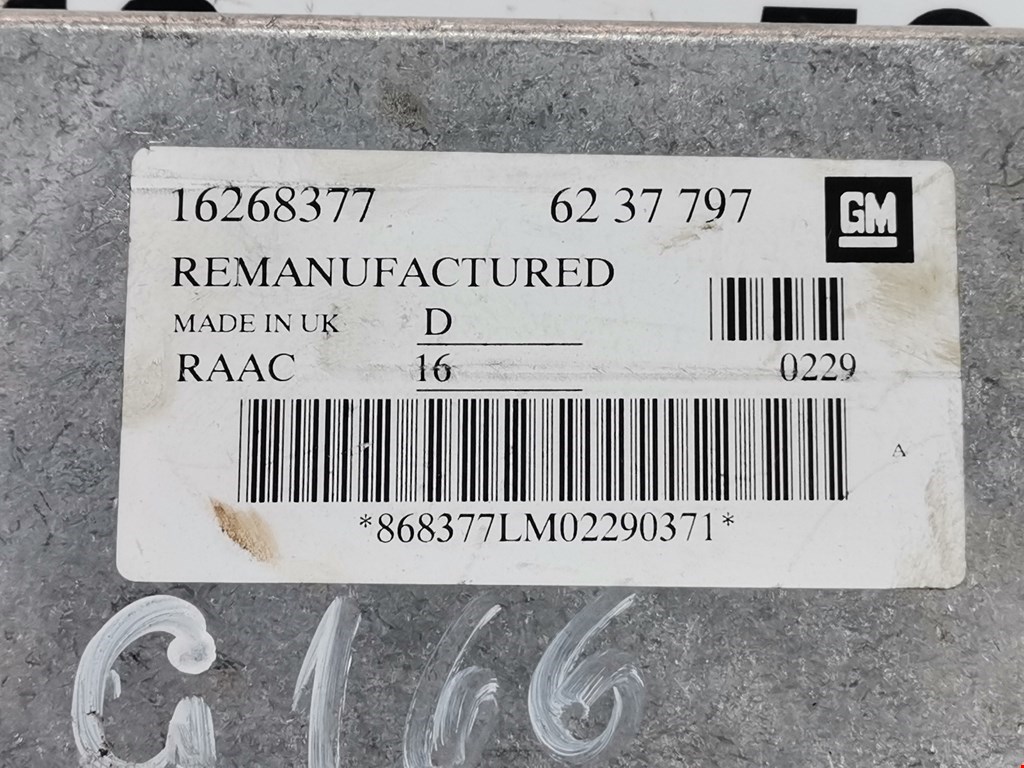 16268377 62 37 797 GM
REMANUFACTURED
MADE IN UK D
RAAC 16 0229
A
*868377LM02290371*
G166